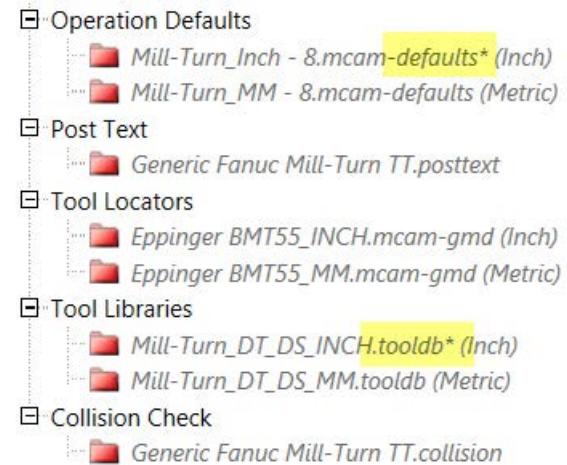 Operation Defaults
Mill-Turn_Inch - 8.mcam-defaults* (Inch)
Mill-Turn_MM - 8.mcam-defaults (Metric)
Post Text
Generic Fanuc Mill-Turn TT.posttext
Tool Locators
Eppinger BMT55_INCH.mcam-gmd (Inch)
Eppinger BMT55_MM.mcam-gmd (Metric)
Tool Libraries
Mill-Turn_DT_DS_INCH.tooldb* (Inch)
Mill-Turn_DT_DS_MM.tooldb (Metric)
Collision Check
Generic Fanuc Mill-Turn TT.collision